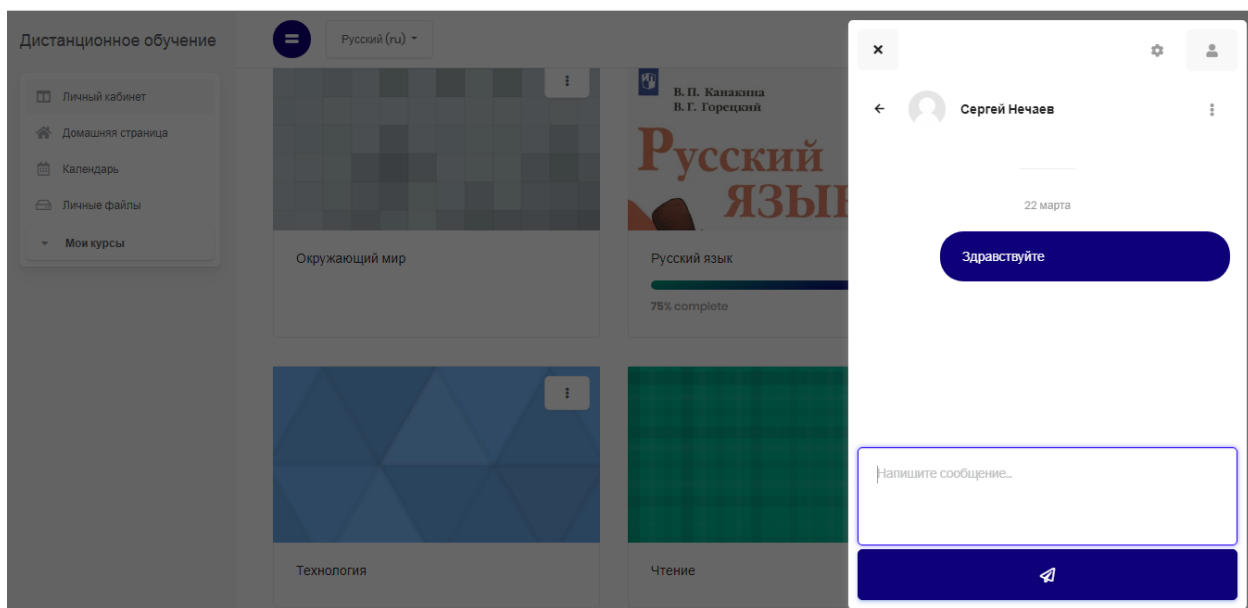 Дистанционное обучение
Русский (ru)
Личный кабинет
Домашняя страница
Календарь
Личные файлы
Мои курсы
Окружающий мир
В. П. Канакина
В. Г. Горецкий
Русский
ЯЗЫ
Русский язык
75% complete
Технология
Чтение
Сергей Нечаев
22 марта
Здравствуйте
Напишите сообщение...